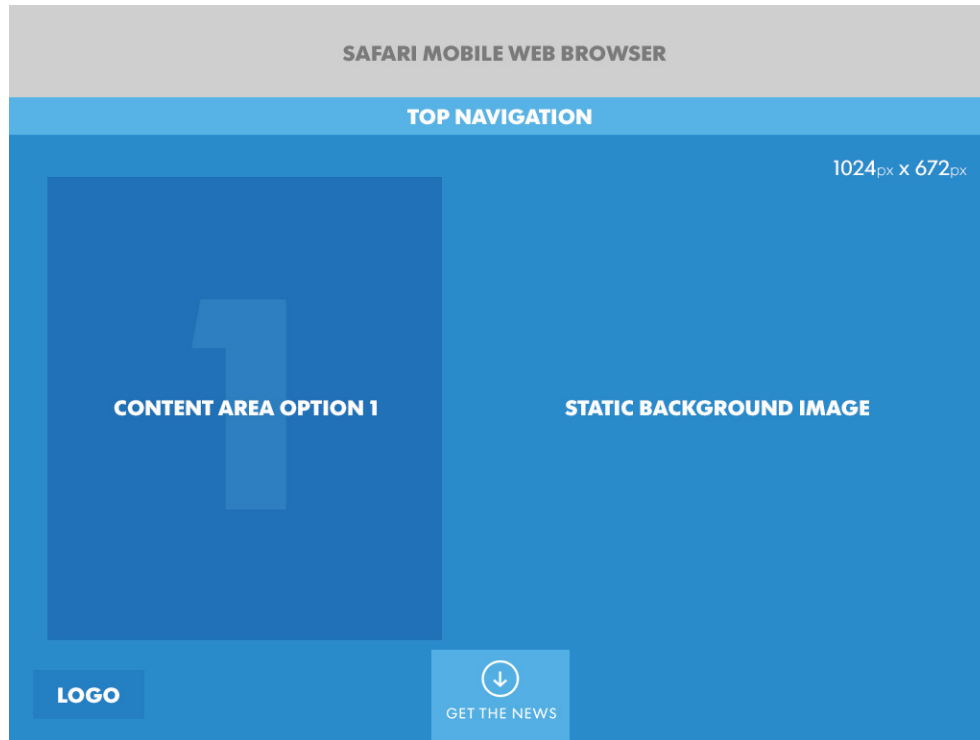 SAFARI MOBILE WEB BROWSER
TOP NAVIGATION
1024px x 672px
1
CONTENT AREA OPTION 1
STATIC BACKGROUND IMAGE
LOGO
GET THE NEWS